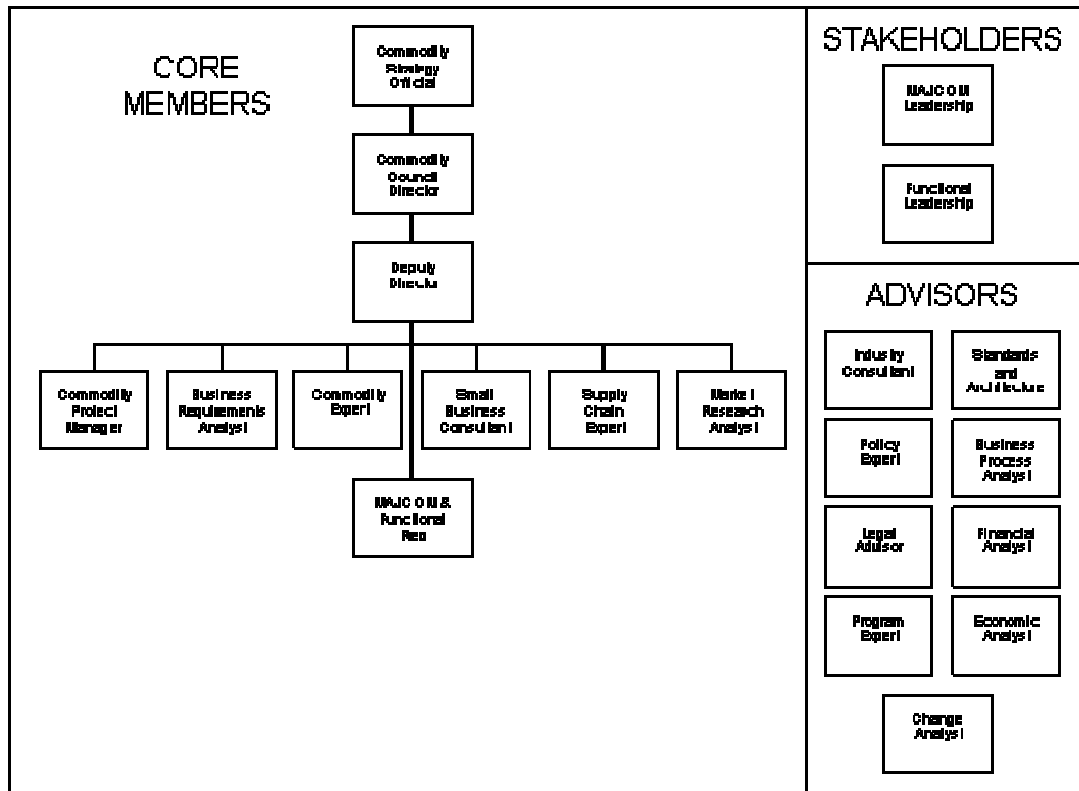 CORE
MEMBERS
Commodity
Strategy
Official
Commodity
Council
Director
Deputy
Director
Commodity
Project
Manager
Business
Requirements
Analyst
Commodity
Expert
Small
Business
Consultant
Supply
Chain
Expert
Market
Research
Analyst
MAJCOM &
Functional
Rep
STAKEHOLDERS
MAJCOM
Leadership
Functional
Leadership
ADVISORS
Industry
Consultant
Standards
and
Architecture
Policy
Expert
Business
Process
Analyst
Legal
Advisor
Financial
Analyst
Program
Expert
Economic
Analyst
Change
Analyst